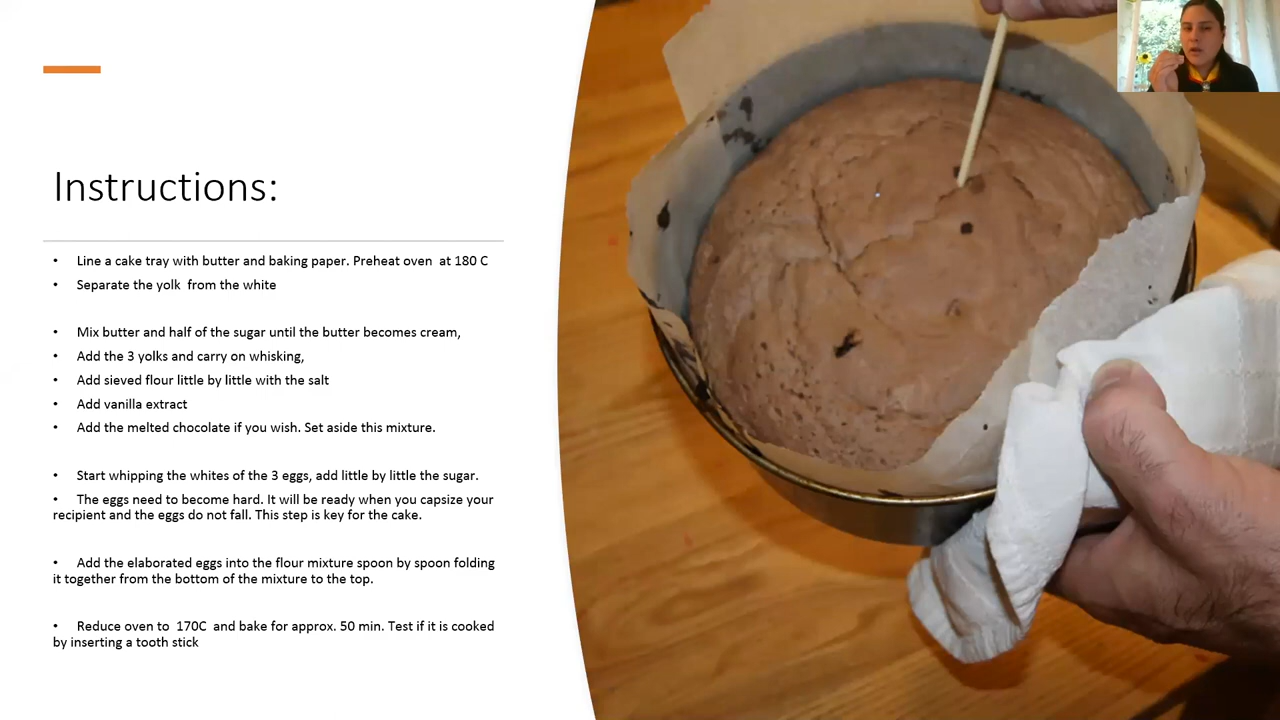 Instructions:
• Line a cake tray with butter and baking paper. Preheat oven at 180 C
• Separate the yolk from the white
• Mix butter and half of the sugar until the butter becomes cream,
• Add the 3 yolks and carry on whisking,
• Add sieved flour little by little with the salt
• Add vanilla extract
• Add the melted chocolate if you wish. Set aside this mixture.
• Start whipping the whites of the 3 eggs, add little by little the sugar.
• The eggs need to become hard. It will be ready when you capsize your
recipient and the eggs do not fall. This step is key for the cake.
• Add the elaborated eggs into the flour mixture spoon by spoon folding
it together from the bottom of the mixture to the top.
• Reduce oven to 170C and bake for approx. 50 min. Test if it is cooked
by inserting a tooth stick